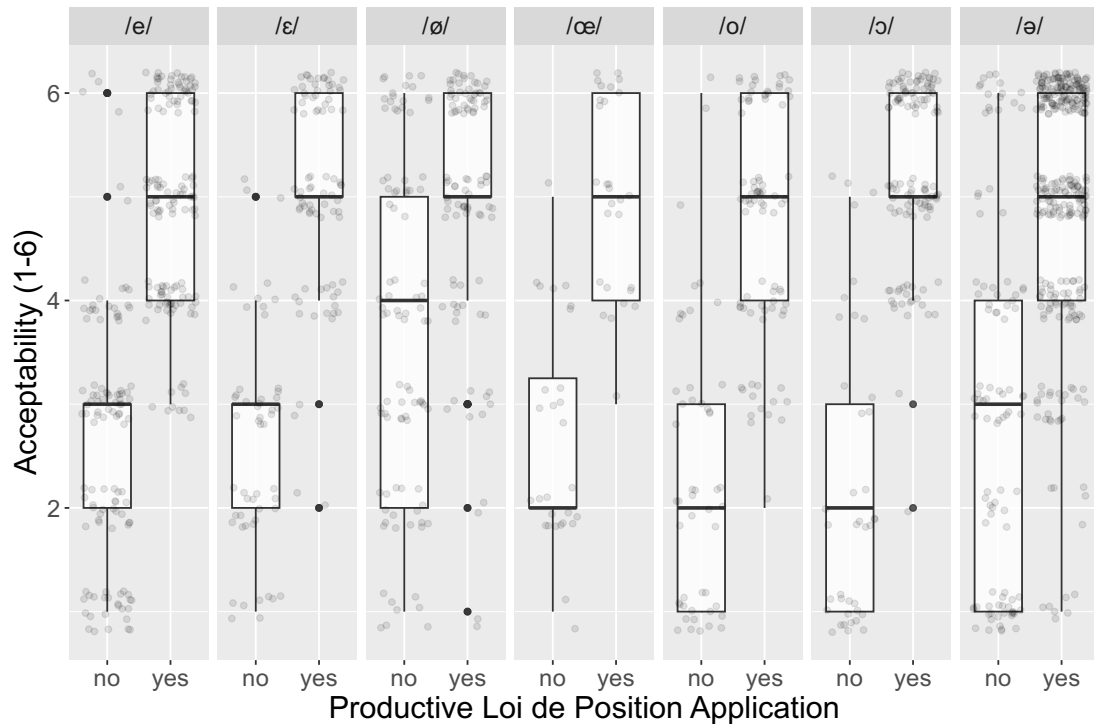 /e/ /ɛ/ /ø/ /œ/ /o/ /ɔ/ /ə/
Acceptability (1-6)
6
4
2
no yes no yes no yes no yes no yes no yes no yes
Productive Loi de Position Application